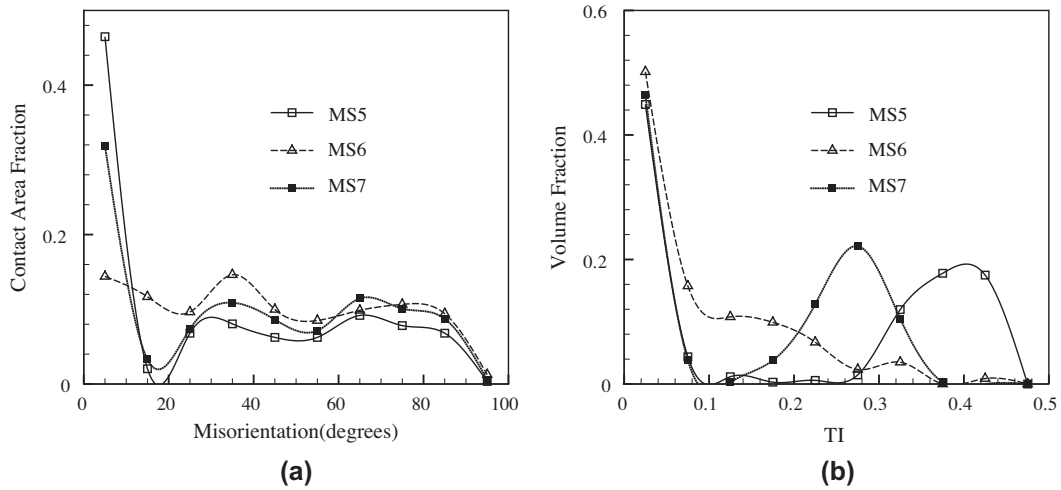 Contact Area Fraction
0.4
0.2
0
MS5
MS6
MS7
0 20 40 60 80 100
Misorientation(degrees)
(a)
Volume Fraction
0.6
0.4
0.2
0
MS5
MS6
MS7
0 0.1 0.2 0.3 0.4 0.5
TI
(b)